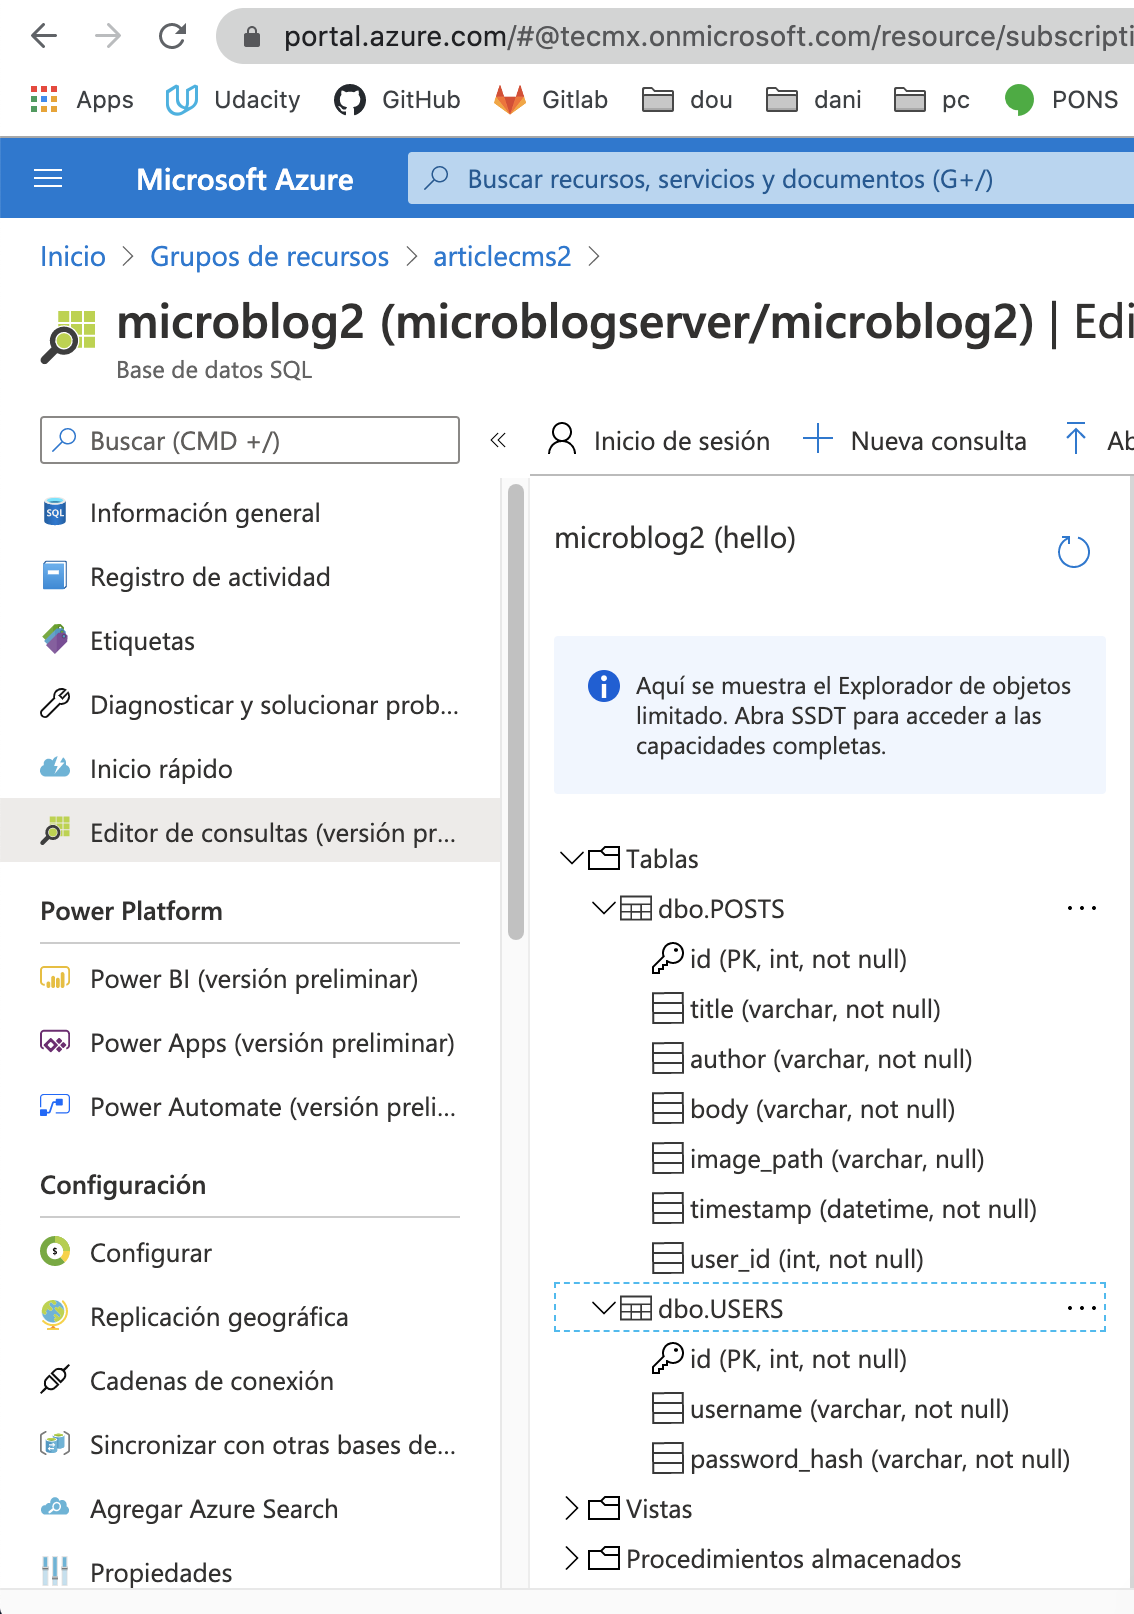 portal.azure.com/#@tecmx.onmicrosoft.com/resource/subscripti
Apps Udacity GitHub Gitlab dou dani pc PONS
Microsoft Azure Buscar recursos, servicios y documentos (G+/)
Inicio > Grupos de recursos > articlecms2 >
microblog2 (microblogserver/microblog2) | Edi
Base de datos SQL
Buscar (CMD +/) « Inicio de sesión Nueva consulta Ab
SQL Información general
Registro de actividad
Etiquetas
Diagnosticar y solucionar prob...
Inicio rápido
Editor de consultas (versión pr...
Power Platform
Power BI (versión preliminar)
Power Apps (versión preliminar)
Power Automate (versión preli...
Configuración
$ Configurar
Replicación geográfica
Cadenas de conexión
Sincronizar con otras bases de...
Agregar Azure Search
Propiedades
microblog2 (hello)
Aquí se muestra el Explorador de objetos
limitado. Abra SSDT para acceder a las
capacidades completas.
Tablas
dbo.POSTS ...
id (PK, int, not null)
title (varchar, not null)
author (varchar, not null)
body (varchar, not null)
image_path (varchar, null)
timestamp (datetime, not null)
user_id (int, not null)
dbo.USERS ...
id (PK, int, not null)
username (varchar, not null)
password_hash (varchar, not null)
Vistas
Procedimientos almacenados